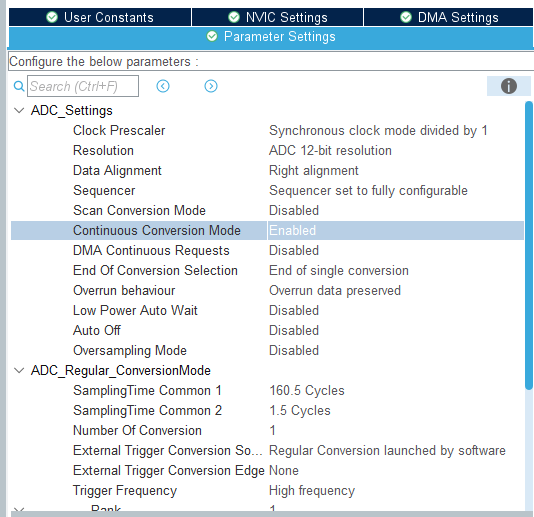 User Constants NVIC Settings DMA Settings
Parameter Settings
Configure the below parameters :
Search (Ctrl+F)
ADC_Settings
Clock Prescaler Synchronous clock mode divided by 1
Resolution ADC 12-bit resolution
Data Alignment Right alignment
Sequencer Sequencer set to fully configurable
Scan Conversion Mode Disabled
Continuous Conversion Mode Enabled
DMA Continuous Requests Disabled
End Of Conversion Selection End of single conversion
Overrun behaviour Overrun data preserved
Low Power Auto Wait Disabled
Auto Off Disabled
Oversampling Mode Disabled
ADC_Regular_ConversionMode
SamplingTime Common 1 160.5 Cycles
SamplingTime Common 2 1.5 Cycles
Number Of Conversion 1
External Trigger Conversion So... Regular Conversion launched by software
External Trigger Conversion Edge None
Trigger Frequency High frequency
Rank 1